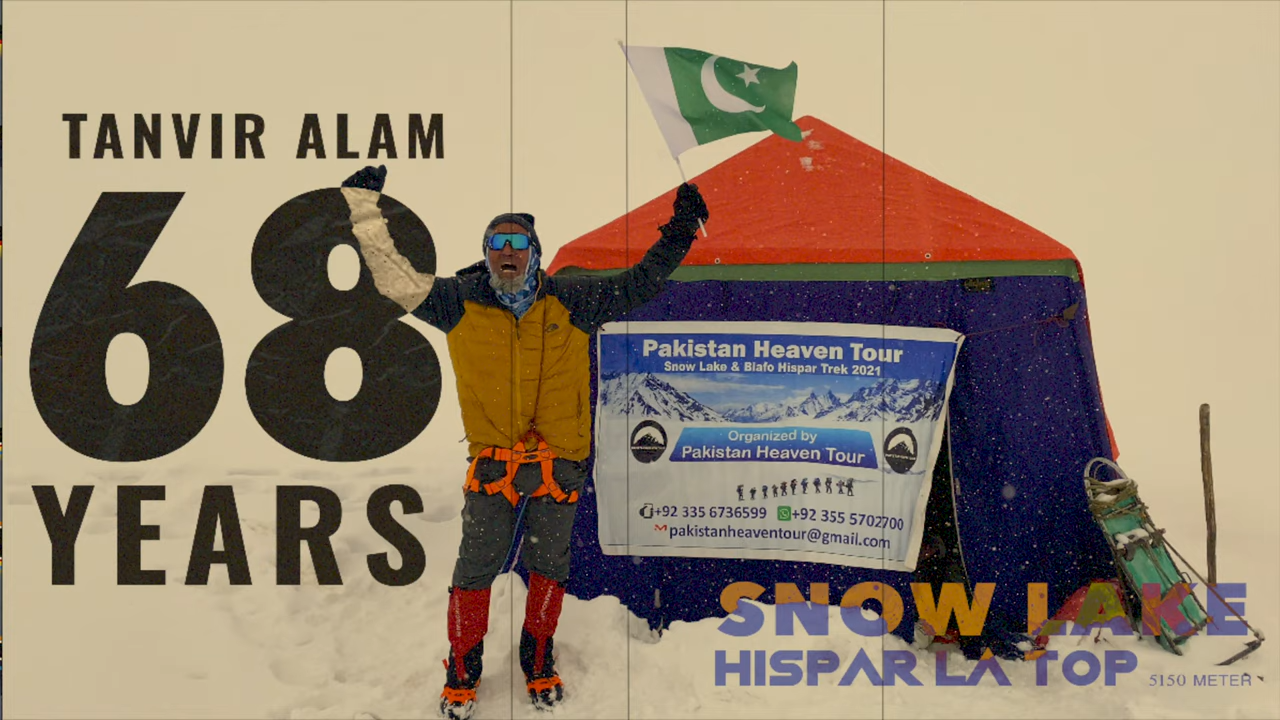 TANVIR ALAM
68
YEARS
Pakistan Heaven Tour
Snow Lake & Biafo Hispar Trek 2021
Organized by
Pakistan Heaven Tour
+92 335 6736599 +92 355 5702700
pakistanheaventour@gmail.com
SNOW LAKE
HISPAR LA TOP 5150 METER